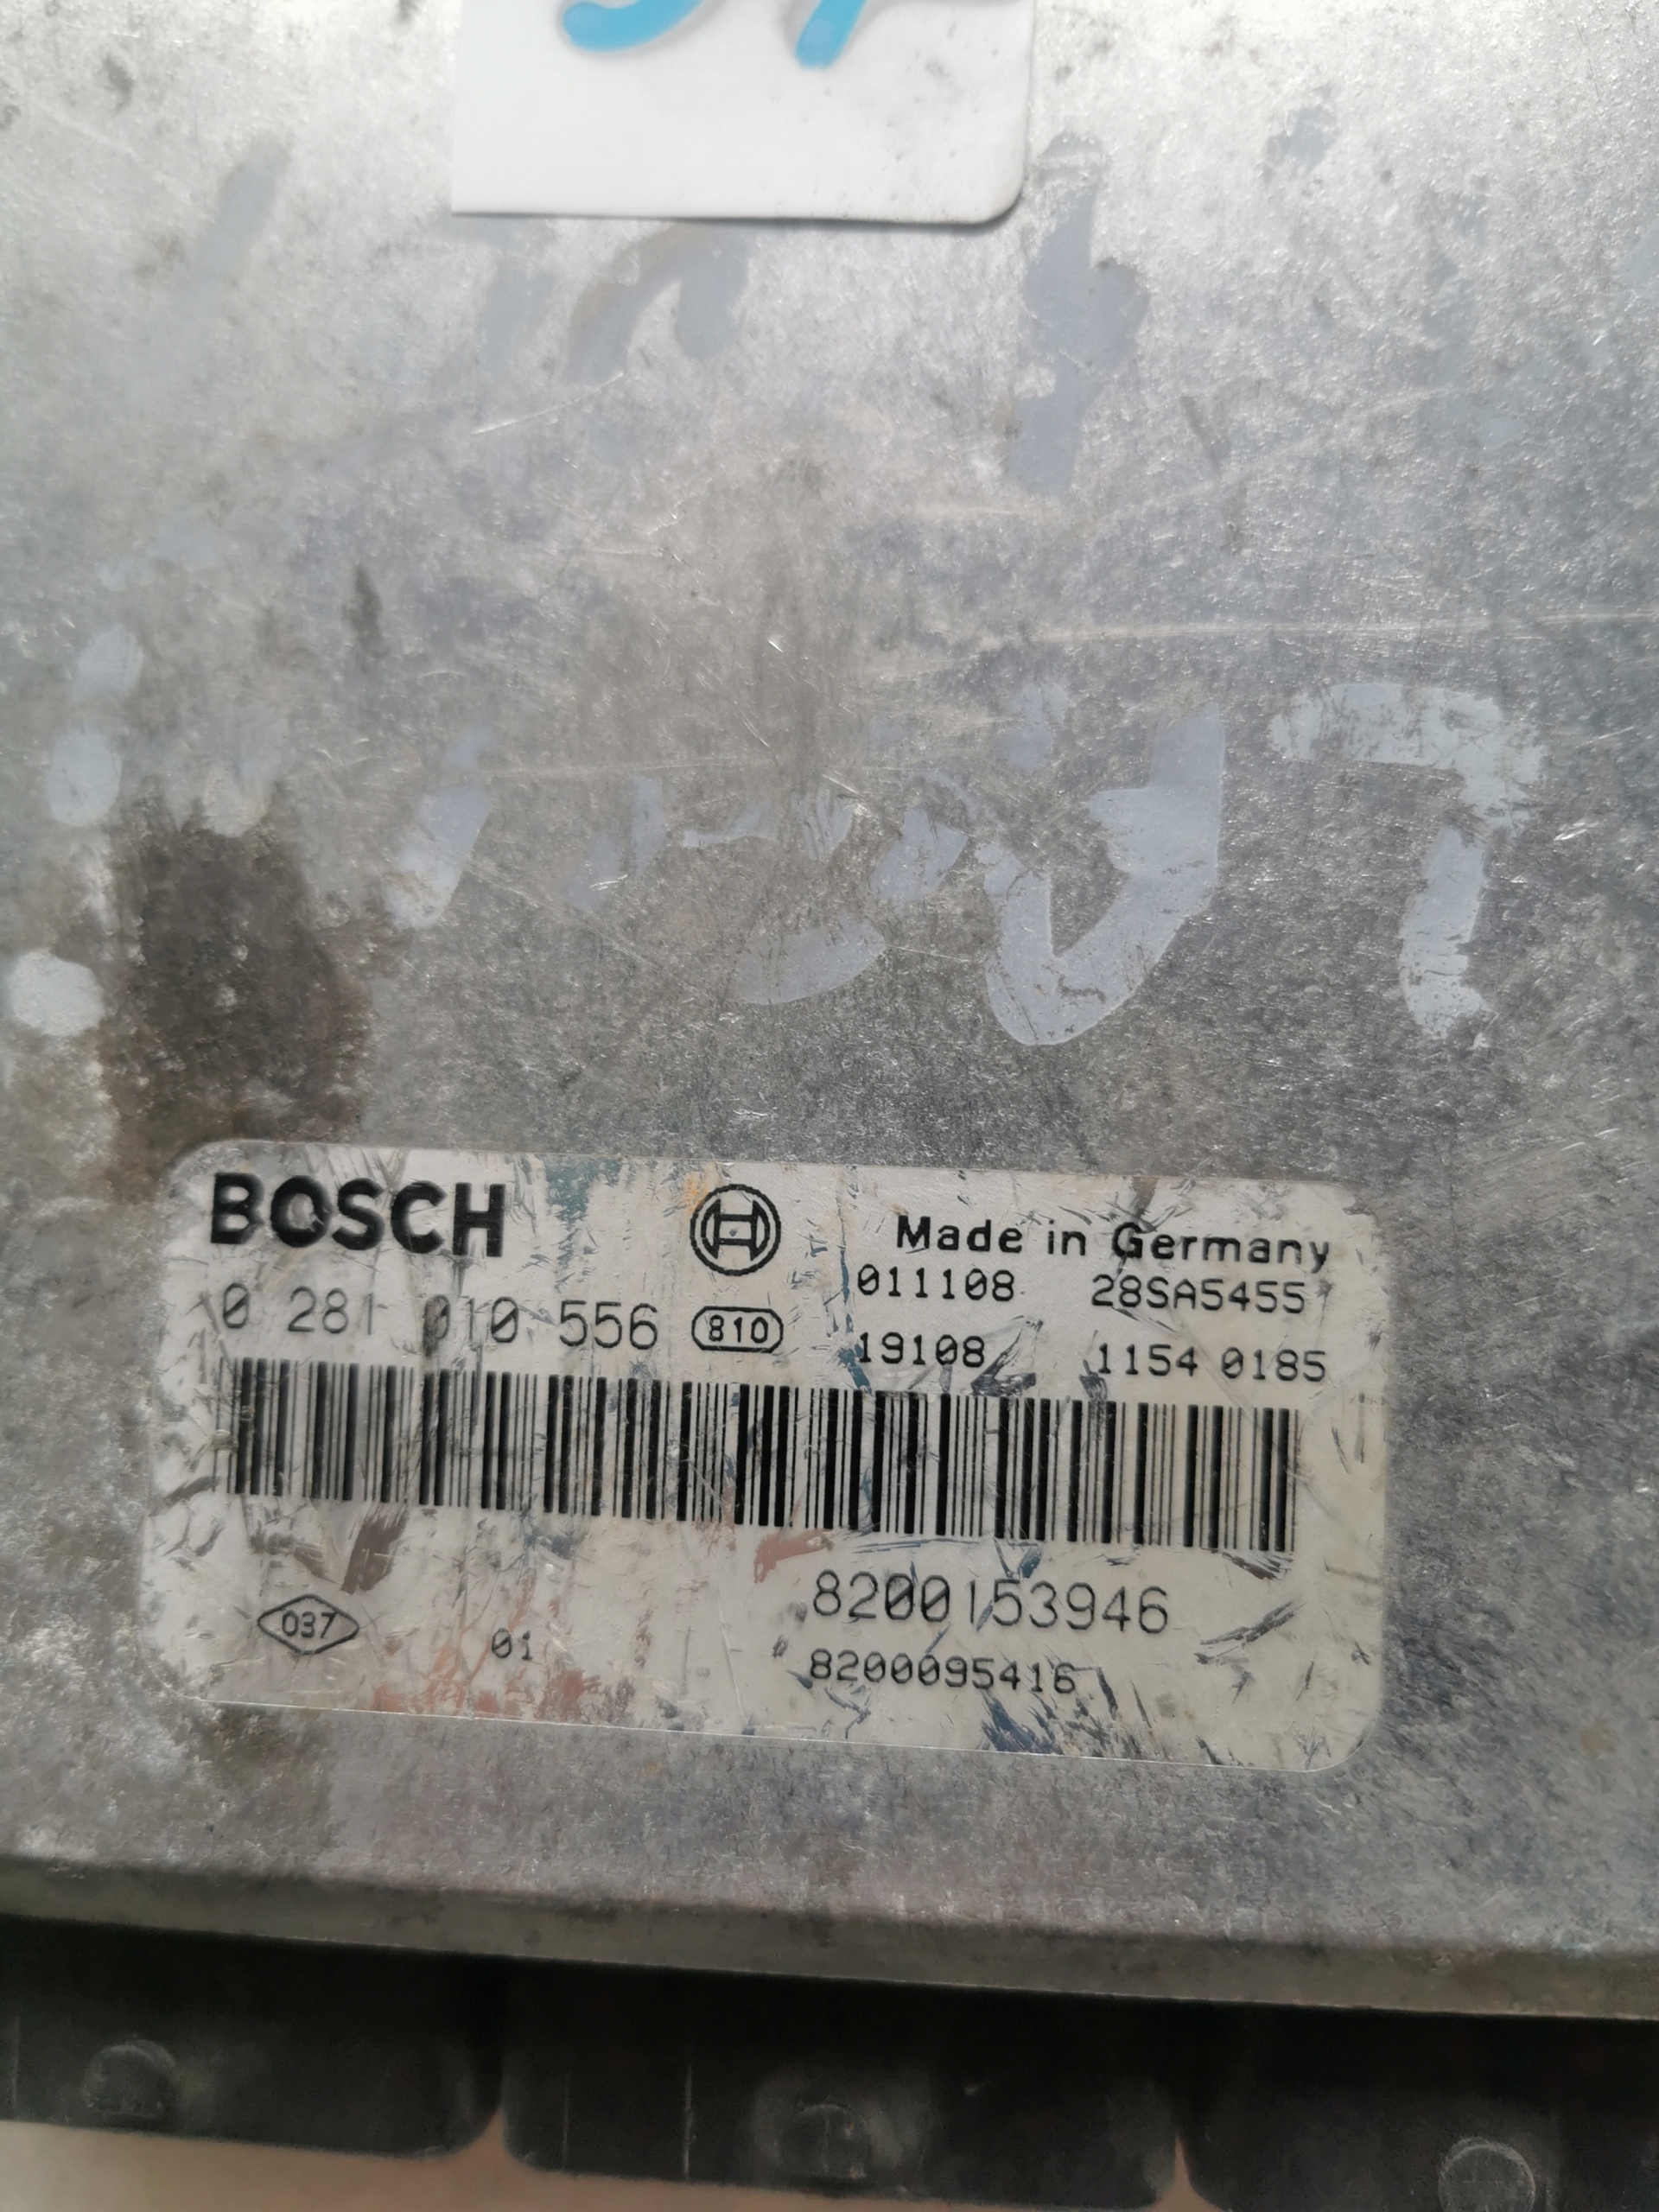 BOSCH
Made in Germany
0 281 010 556 810
011108 28SA5455
19108 1154 0185
8200153946
037 01
8200095416